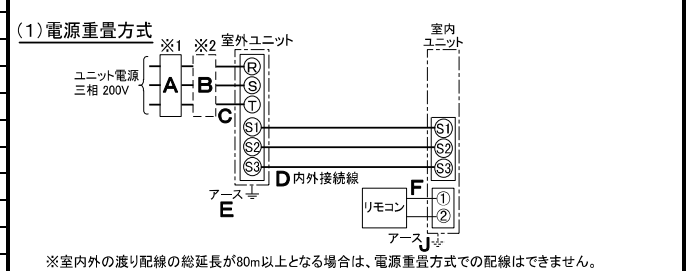 (1)電源重畳方式
※1 ※2 室外ユニット
室内
ユニット
ユニット電源
三相 200V
A
B
C
R
S
T
S1
S2
S3
S1
S2
S3
D 内外接続線
アース
E
リモコン
F
①
②
アース
J
※室内外の渡り配線の総延長が80m以上となる場合は、電源重畳方式での配線はできません。